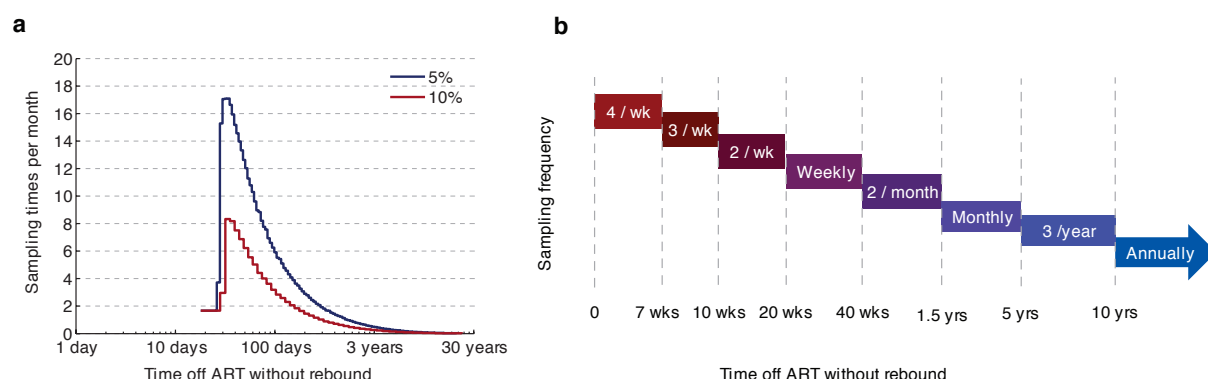 a
20
18
16
14
12
10
8
6
4
2
0
Sampling times per month
5%
10%
1 day
10 days
100 days
3 years
30 years
Time off ART without rebound
b
Sampling frequency
4 / wk
3 / wk
2 / wk
Weekly
2 / month
Monthly
3 /year
Annually
0
7 wks
10 wks
20 wks
40 wks
1.5 yrs
5 yrs
10 yrs
Time off ART without rebound